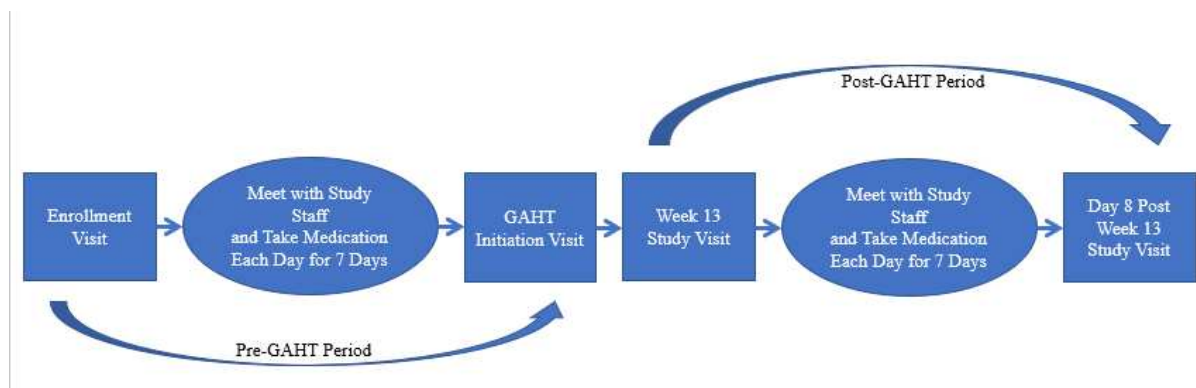 Post-GAHT Period
Enrollment
Visit
Meet with Study
Staff
and Take Medication
Each Day for 7 Days
GAHT
Initiation Visit
Week 13
Study Visit
Meet with Study
Staff
and Take Medication
Each Day for 7 Days
Day 8 Post
Week 13
Study Visit
Pre-GAHT Period